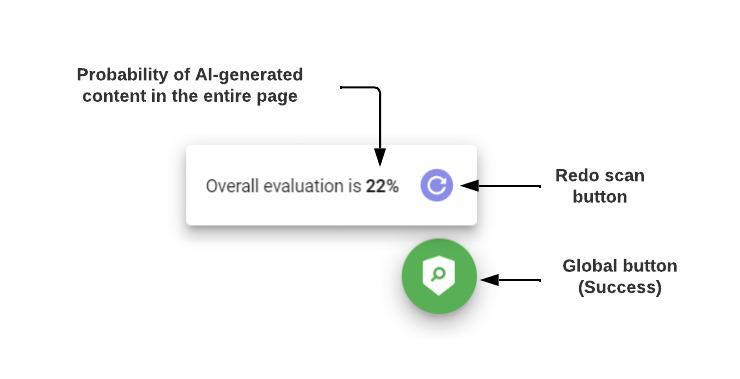 Probability of AI-generated
content in the entire page
Overall evaluation is 22%
Redo scan
button
Global button
(Success)